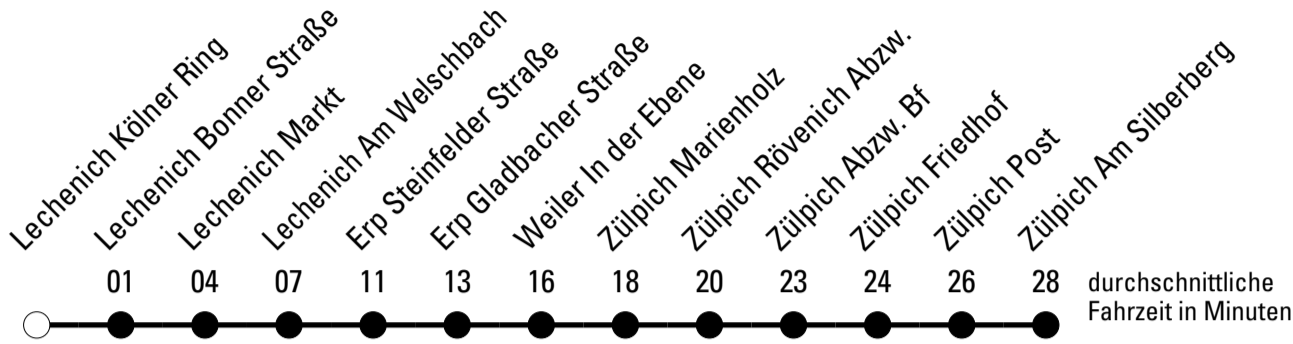 Lechenich Kölner Ring
Lechenich Bonner Straße
Lechenich Markt
Lechenich Am Welschbach
Erp Steinfelder Straße
Erp Gladbacher Straße
Weiler In der Ebene
Zülpich Marienholz
Zülpich Rövenich Abzw.
Zülpich Abzw. Bf
Zülpich Friedhof
Zülpich Post
Zülpich Am Silberberg
01 04 07 11 13 16 18 20 23 24 26 28
durchschnittliche
Fahrzeit in Minuten